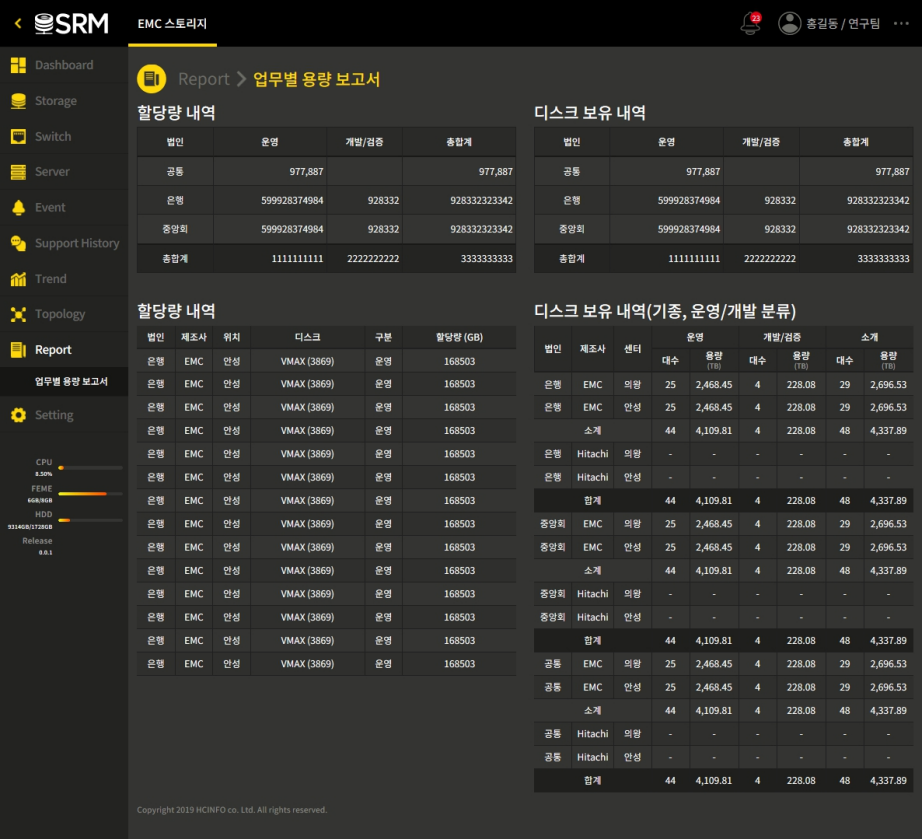 SRM
EMC 스토리지
23
홍길동 / 연구팀
Dashboard
Storage
Switch
Server
Event
Support History
Trend
Topology
Report
업무별 용량 보고서
Setting
CPU
8.50%
FEME
6GB/8GB
HDD
9314GB/1728GB
Release
0.0.1
Report > 업무별 용량 보고서
할당량 내역
법인 운영 개발/검증 총합계
공통 977,887 977,887
은행 599928374984 928332 928332323342
중앙회 599928374984 928332 928332323342
총합계 1111111111 2222222222 3333333333
디스크 보유 내역
법인 운영 개발/검증 총합계
공통 977,887 977,887
은행 599928374984 928332 928332323342
중앙회 599928374984 928332 928332323342
총합계 1111111111 2222222222 3333333333
할당량 내역
법인 제조사 위치 디스크 구분 할당량 (GB)
은행 EMC 안성 VMAX (3869) 운영 168503
은행 EMC 안성 VMAX (3869) 운영 168503
은행 EMC 안성 VMAX (3869) 운영 168503
은행 EMC 안성 VMAX (3869) 운영 168503
은행 EMC 안성 VMAX (3869) 운영 168503
은행 EMC 안성 VMAX (3869) 운영 168503
은행 EMC 안성 VMAX (3869) 운영 168503
은행 EMC 안성 VMAX (3869) 운영 168503
은행 EMC 안성 VMAX (3869) 운영 168503
은행 EMC 안성 VMAX (3869) 운영 168503
은행 EMC 안성 VMAX (3869) 운영 168503
은행 EMC 안성 VMAX (3869) 운영 168503
은행 EMC 안성 VMAX (3869) 운영 168503
은행 EMC 안성 VMAX (3869) 운영 168503
디스크 보유 내역(기종, 운영/개발 분류)
법인 제조사 센터 운영 개발/검증 소개
대수 용량 (TB) 대수 용량 (TB) 대수 용량 (TB)
은행 EMC 의왕 25 2,468.45 4 228.08 29 2,696.53
은행 EMC 안성 25 2,468.45 4 228.08 29 2,696.53
소계 44 4,109.81 4 228.08 48 4,337.89
은행 Hitachi 의왕 - - - - - -
은행 Hitachi 안성 - - - - - -
합계 44 4,109.81 4 228.08 48 4,337.89
중앙회 EMC 의왕 25 2,468.45 4 228.08 29 2,696.53
중앙회 EMC 안성 25 2,468.45 4 228.08 29 2,696.53
소계 44 4,109.81 4 228.08 48 4,337.89
중앙회 Hitachi 의왕 - - - - - -
중앙회 Hitachi 안성 - - - - - -
합계 44 4,109.81 4 228.08 48 4,337.89
공통 EMC 의왕 25 2,468.45 4 228.08 29 2,696.53
공통 EMC 안성 25 2,468.45 4 228.08 29 2,696.53
소계 44 4,109.81 4 228.08 48 4,337.89
공통 Hitachi 의왕 - - - - - -
공통 Hitachi 안성 - - - - - -
합계 44 4,109.81 4 228.08 48 4,337.89
Copyright 2019 HCINFO co. Ltd. All rights reserved.